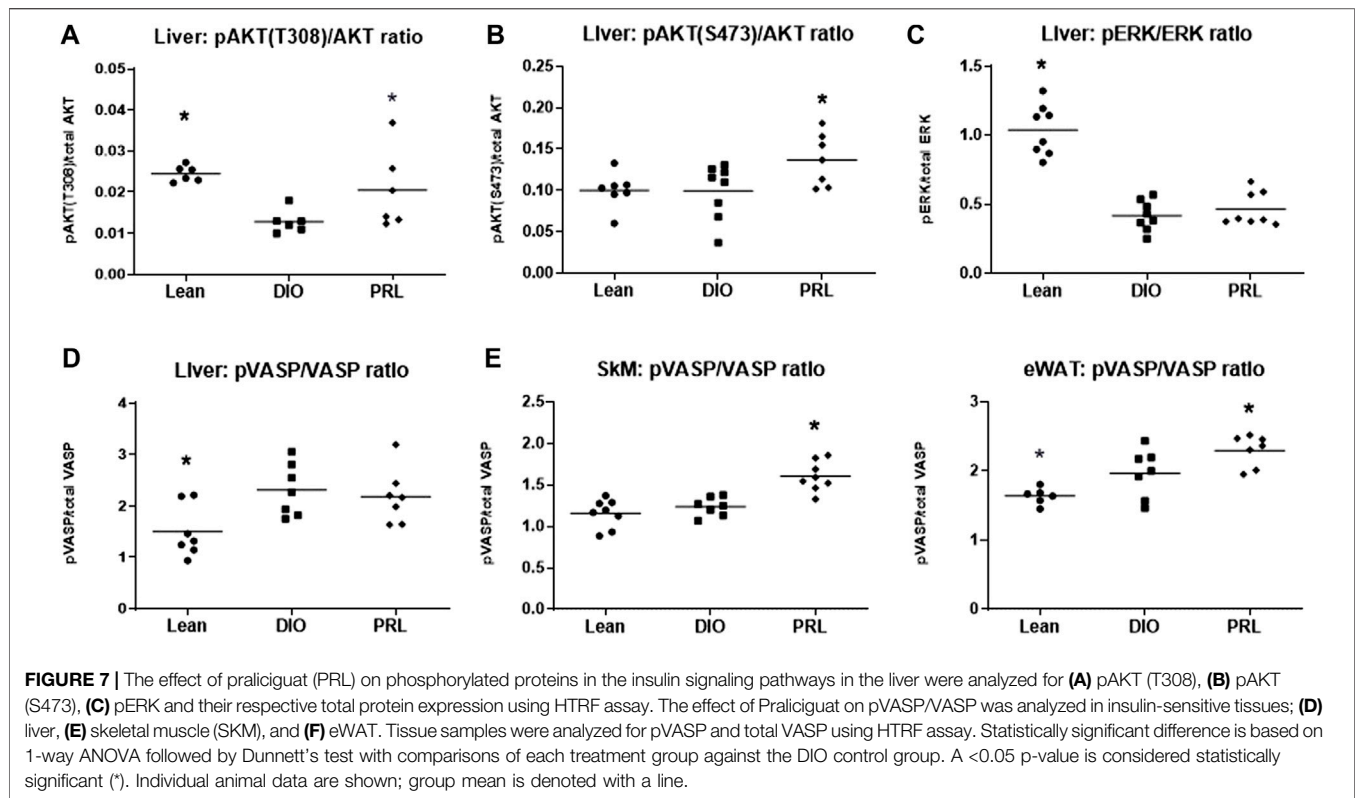 A
Liver: pAKT(T308)/AKT ratio
pAKT(T308)/total AKT
0.05
0.04
0.03
0.02
0.01
0.00
*
*
Lean DIO PRL
B
Liver: pAKT(S473)/AKT ratio
pAKT(S473)/total AKT
0.25
0.20
0.15
0.10
0.05
0.00
*
Lean DIO PRL
C
Liver: pERK/ERK ratio
pERK/total ERK
1.5
1.0
0.5
0.0
*
Lean DIO PRL
D
Liver: pVASP/VASP ratio
pVASP/total VASP
4
3
2
1
0
*
Lean DIO PRL
E
SkM: pVASP/VASP ratio
pVASP/total VASP
2.5
2.0
1.5
1.0
0.5
0.0
*
Lean DIO PRL
eWAT: pVASP/VASP ratio
pVASP/total VASP
3
2
1
0
*
*
Lean DIO PRL
FIGURE 7 | The effect of praliciguat (PRL) on phosphorylated proteins in the insulin signaling pathways in the liver were analyzed for (A) pAKT (T308), (B) pAKT
(S473), (C) pERK and their respective total protein expression using HTRF assay. The effect of Praliciguat on pVASP/VASP was analyzed in insulin-sensitive tissues; (D)
liver, (E) skeletal muscle (SKM), and (F) eWAT. Tissue samples were analyzed for pVASP and total VASP using HTRF assay. Statistically significant difference is based on
1-way ANOVA followed by Dunnett's test with comparisons of each treatment group against the DIO control group. A <0.05 p-value is considered statistically
significant (*). Individual animal data are shown; group mean is denoted with a line.